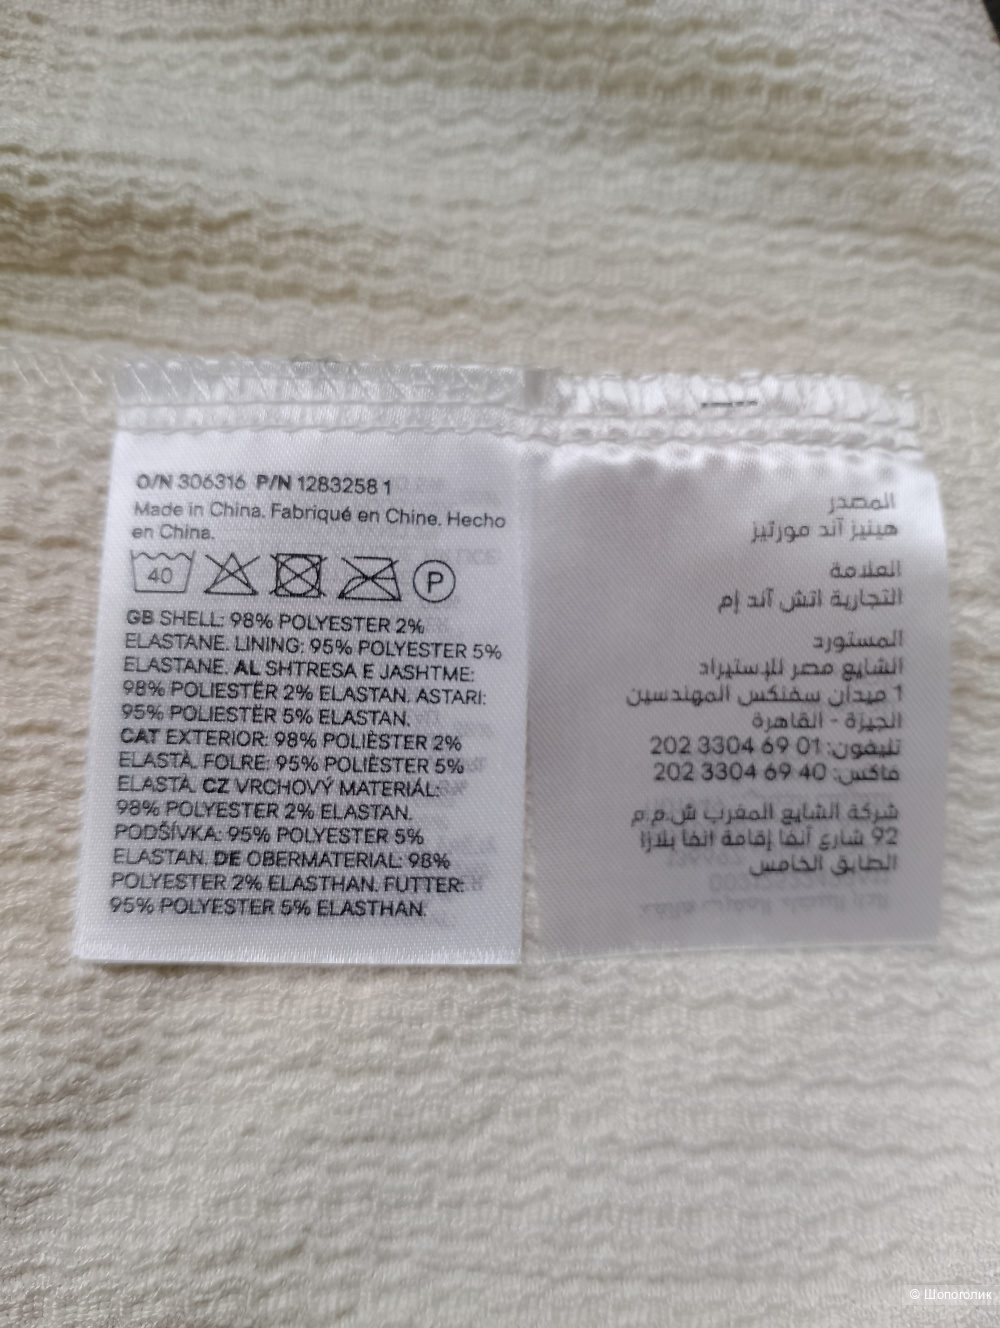 O/N 306316 P/N 1283258 1
Made in China. Fabriqué en Chine. Hecho
en China.
40
P
GB SHELL: 98% POLYESTER 2%
ELASTANE. LINING: 95% POLYESTER 5%
ELASTANE. AL SHTRESA E JASHTME:
98% POLIESTËR 2% ELASTAN. ASTARI:
95% POLIESTËR 5% ELASTAN.
CAT EXTERIOR: 98% POLIÈSTER 2%
ELASTÀ. FOLRE: 95% POLIÈSTER 5%
ELASTÀ. CZ VRCHOVÝ MATERIÁL:
98% POLYESTER 2% ELASTAN.
PODŠÍVKA: 95% POLYESTER 5%
ELASTAN. DE OBERMATERIAL: 98%
POLYESTER 2% ELASTHAN. FUTTER:
95% POLYESTER 5% ELASTHAN.
المصدر
هينيز آند مورتيز
العلامة
التجارية اتش آند إم
المستورد
الشايع مصر للإستيراد
1 ميدان سفنكس المهندسين
الجيزة - القاهرة
تليفون: 01 69 3304 202
فاكس: 40 69 3304 202
شركة الشايع المغرب ش.م.م
92 شارع آنفا إقامة آنفا بلازا
الطابق الخامس
© Шопоголик